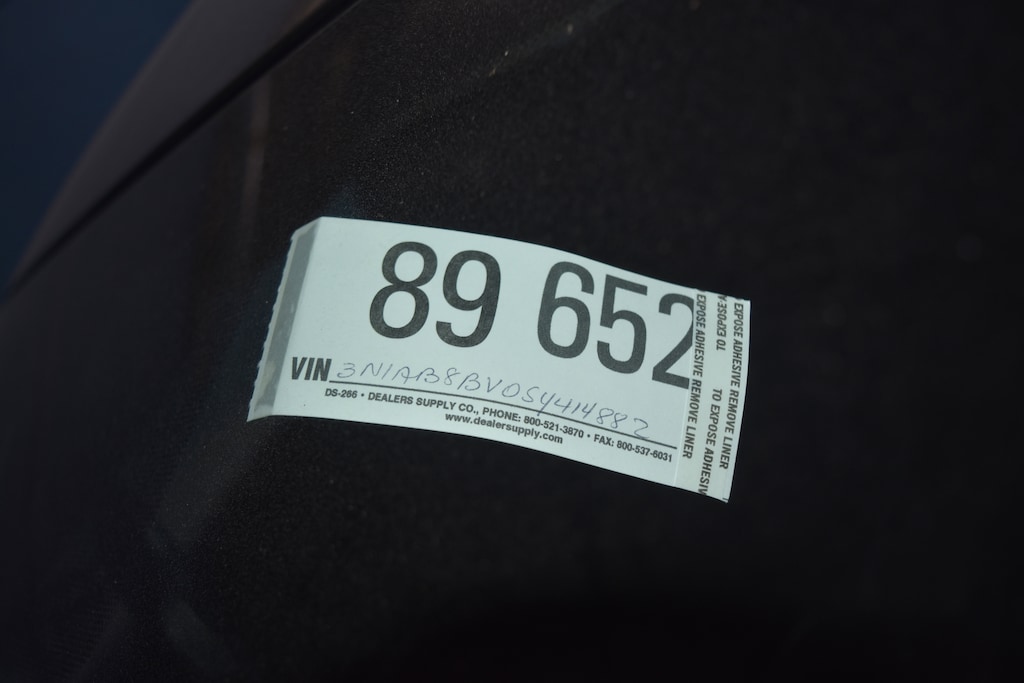 89 652
VIN 3N1AB8BV0SY414882
DS-266 • DEALERS SUPPLY CO., PHONE: 800-521-3870 • FAX: 800-537-6031
www.dealersupply.com
EXPOSE ADHESIVE REMOVE LINER
TO EXPOSE ADHESIV
EXPOSE ADHESIVE REMOVE LINER